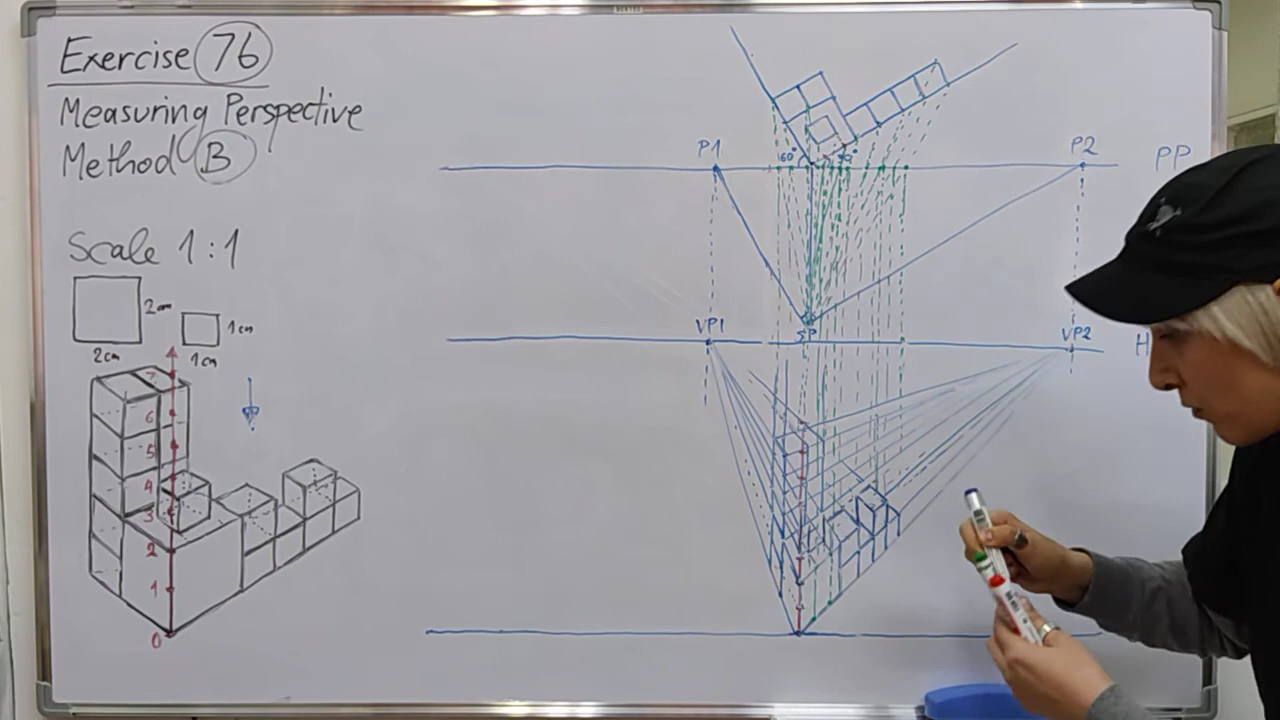 Exercise 76
Measuring Perspective
Method B
Scale 1:1
2cm
1cm
2cm
1cm
7
6
5
4
3
2
1
0
P1
P2
PP
60°
SP
VP1
VP2
H